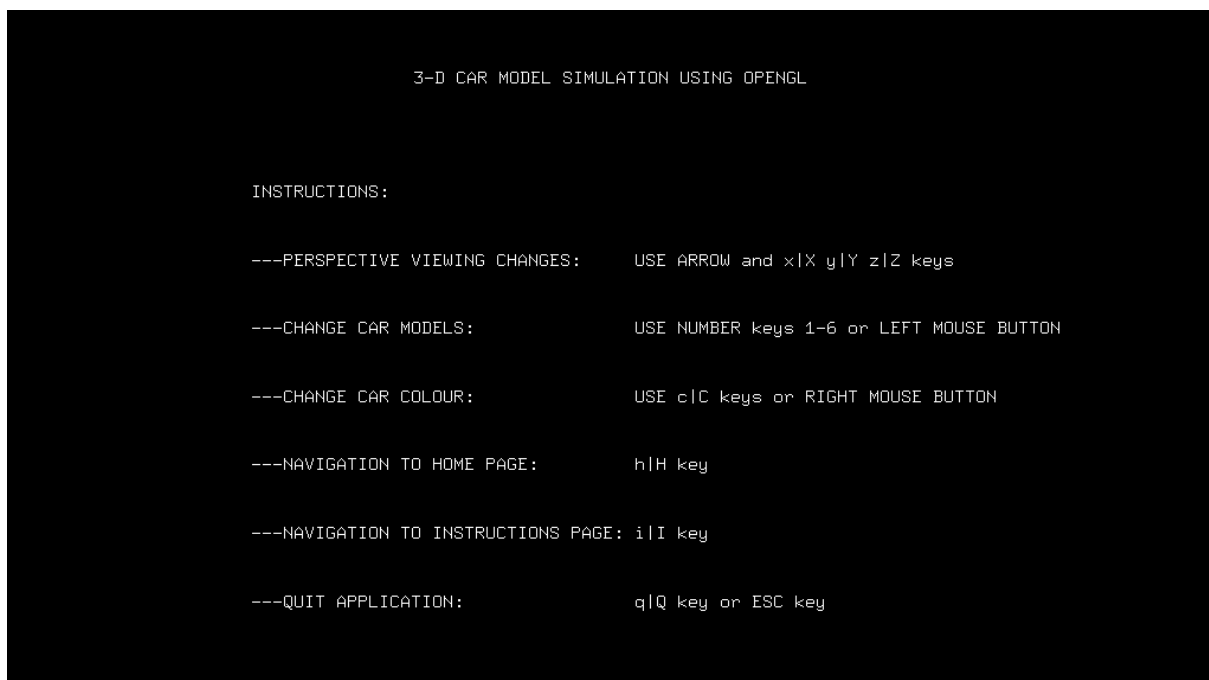 3-D CAR MODEL SIMULATION USING OPENGL
INSTRUCTIONS:
---PERSPECTIVE VIEWING CHANGES: USE ARROW and x|X y|Y z|Z keys
---CHANGE CAR MODELS: USE NUMBER keys 1-6 or LEFT MOUSE BUTTON
---CHANGE CAR COLOUR: USE c|C keys or RIGHT MOUSE BUTTON
---NAVIGATION TO HOME PAGE: h|H key
---NAVIGATION TO INSTRUCTIONS PAGE: i|I key
---QUIT APPLICATION: q|Q key or ESC key